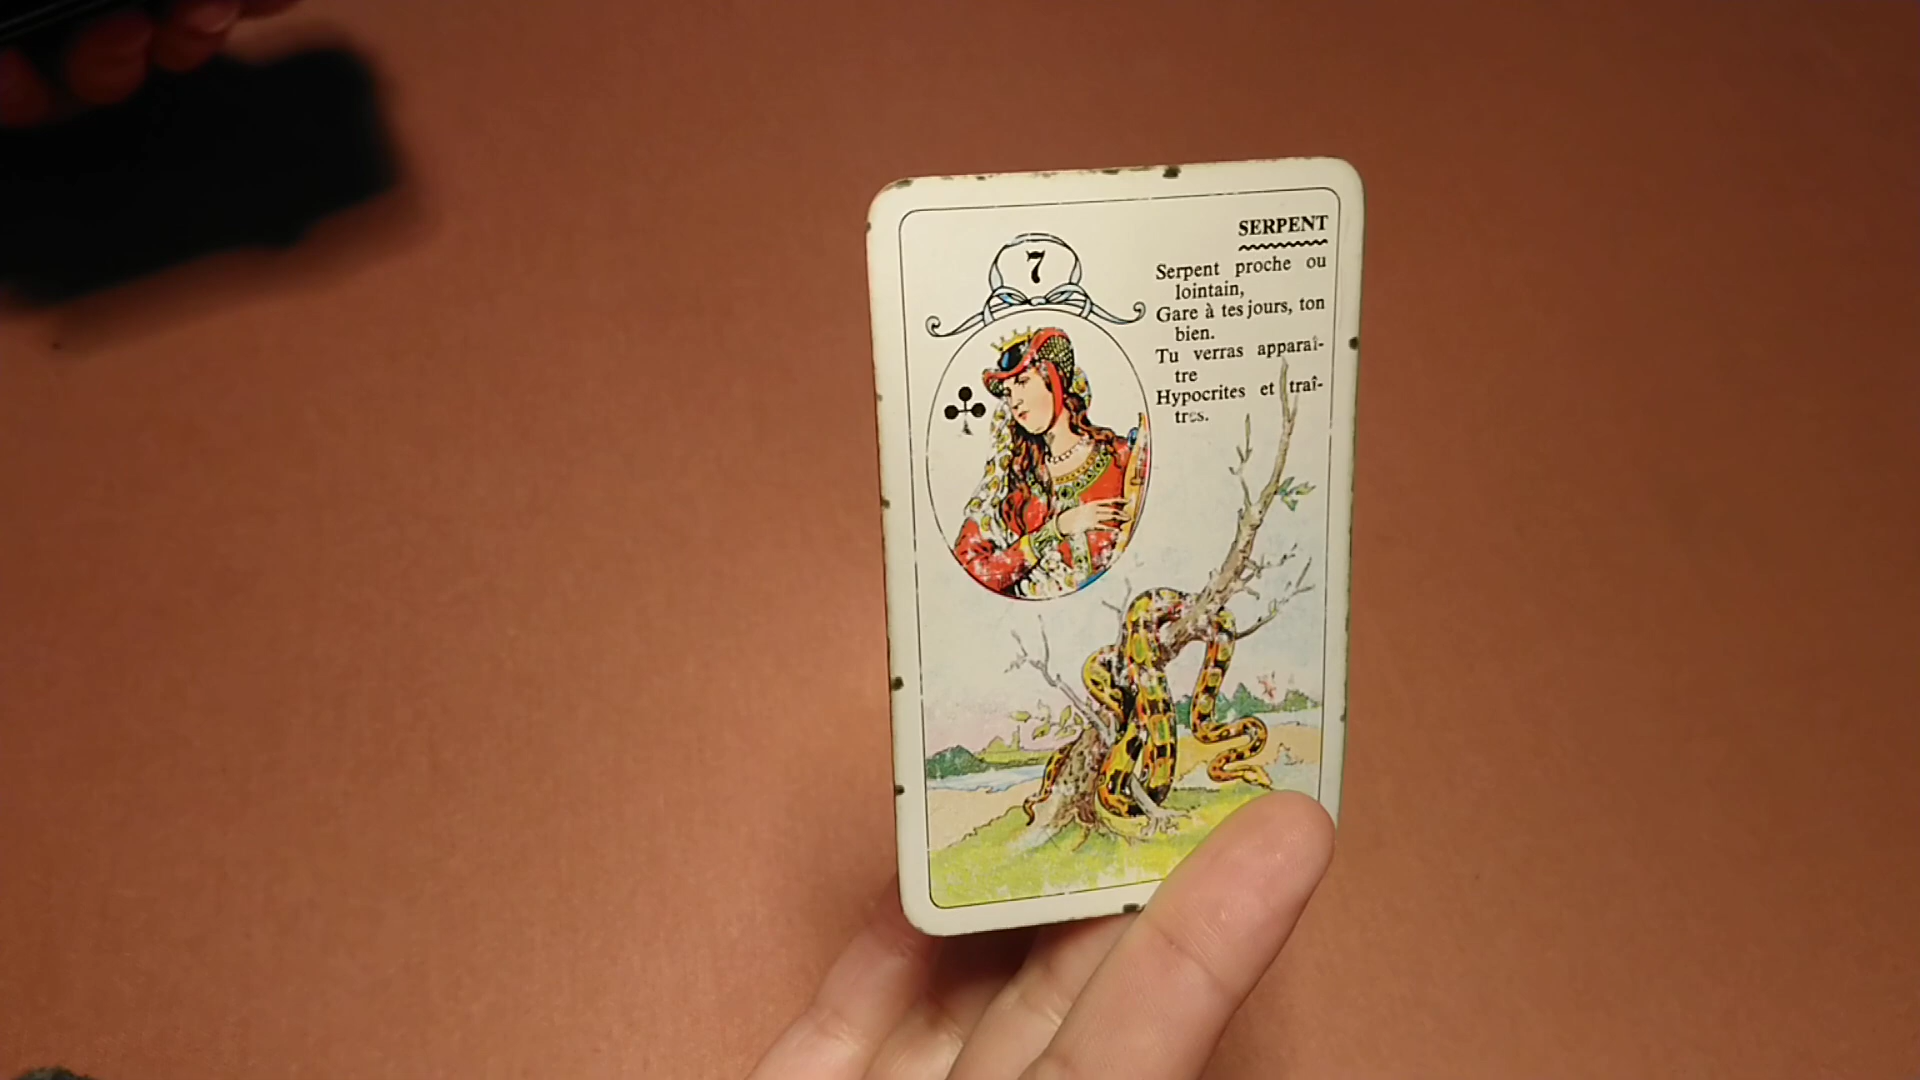 SERPENT
7
Serpent proche ou
lointain,
Gare à tes jours, ton
bien.
Tu verras apparaî-
tre
Hypocrites et traî-
tres.